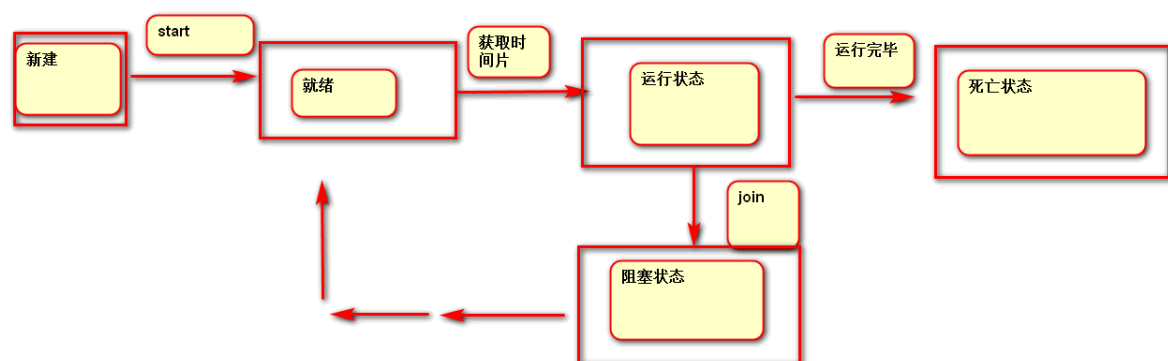 新建
start
就绪
获取时
间片
运行状态
运行完毕
死亡状态
join
阻塞状态